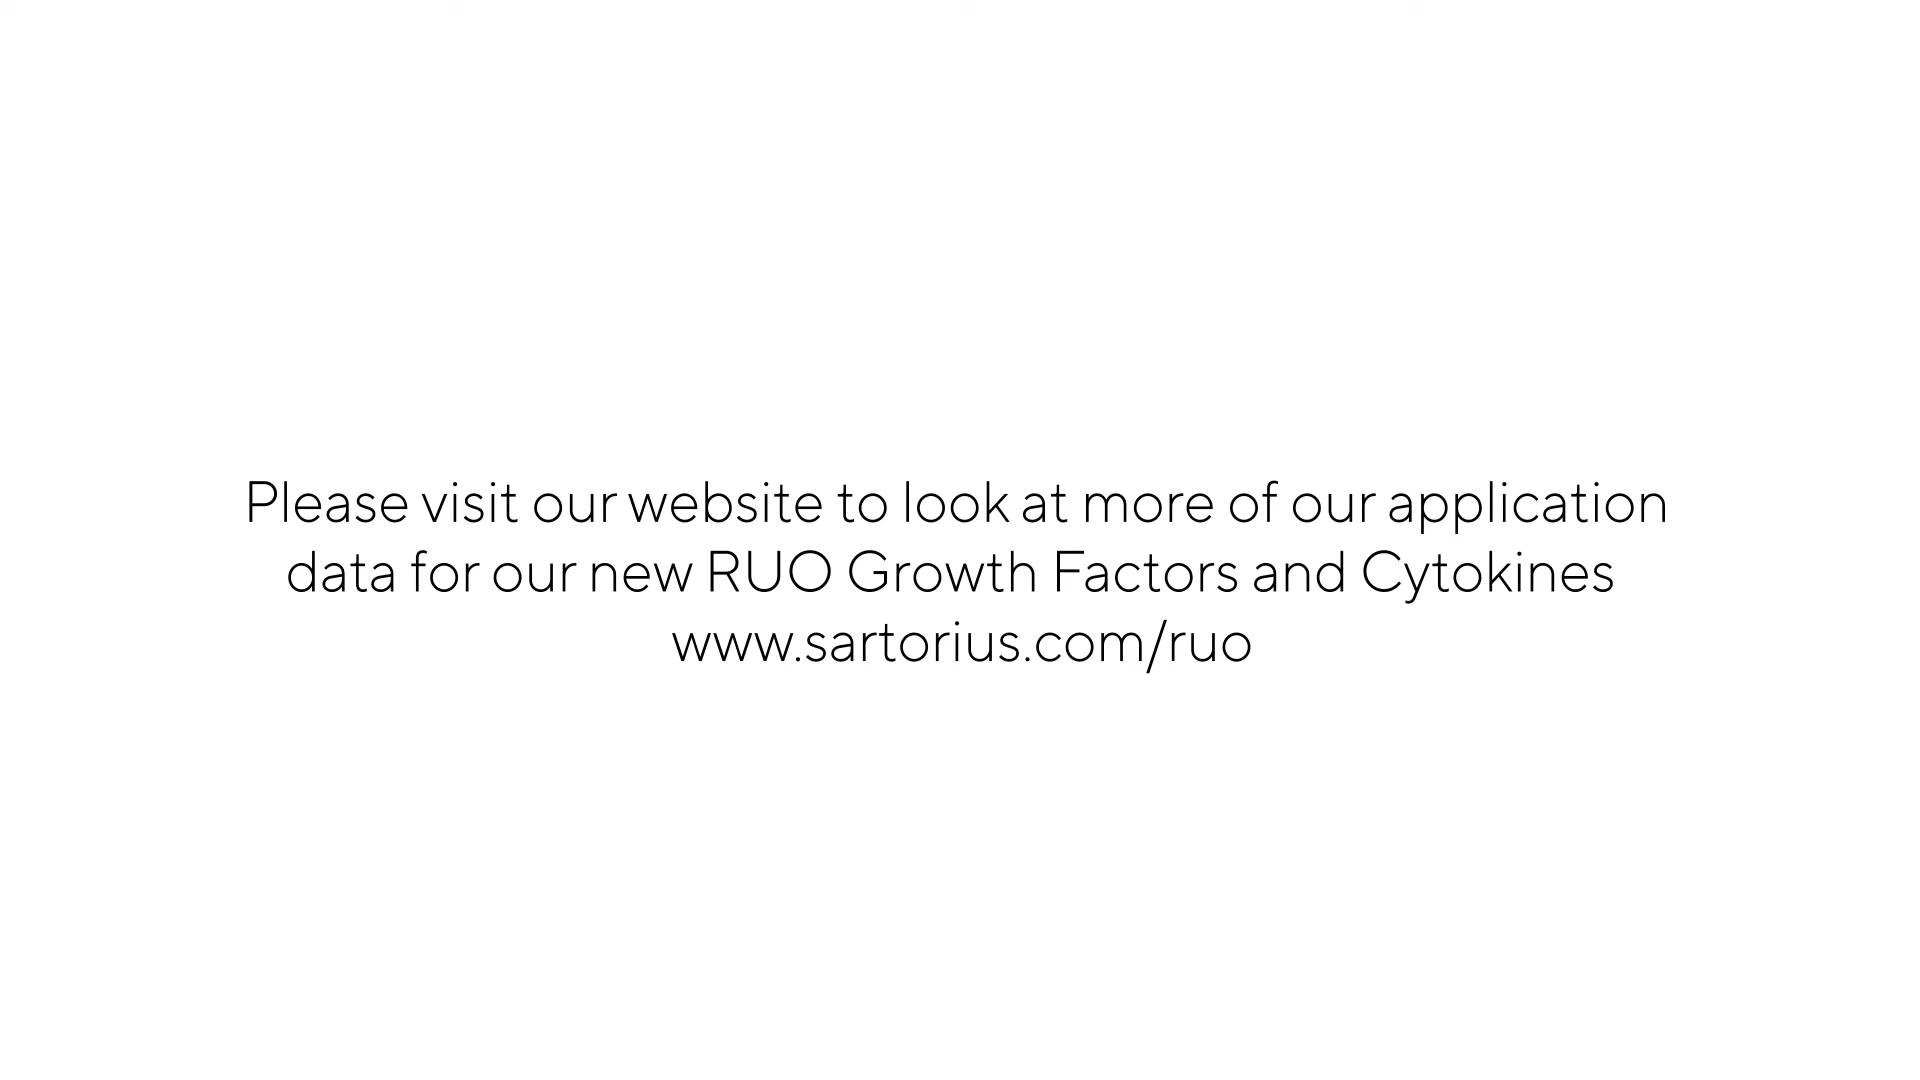 Please visit our website to look at more of our application
data for our new RUO Growth Factors and Cytokines
www.sartorius.com/ruo